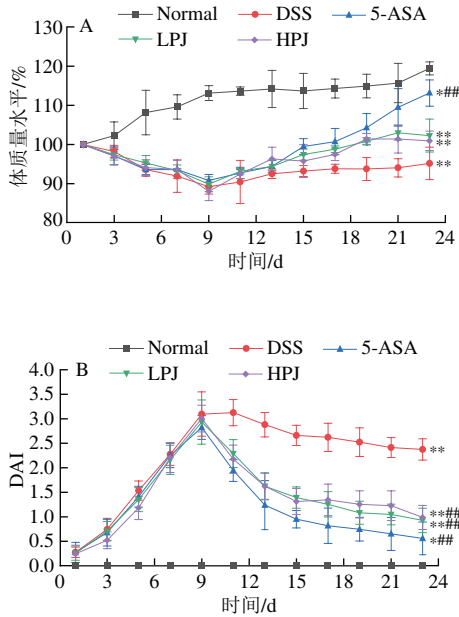 A
Normal DSS 5-ASA
LPJ HPJ
体质量水平/%
130
120
110
100
90
80
*##
**
**
**
0 3 6 9 12 15 18 21 24
时间/d
B
Normal DSS 5-ASA
LPJ HPJ
DAI
4.0
3.5
3.0
2.5
2.0
1.5
1.0
0.5
0.0
**
**##
**##
*##
0 3 6 9 12 15 18 21 24
时间/d